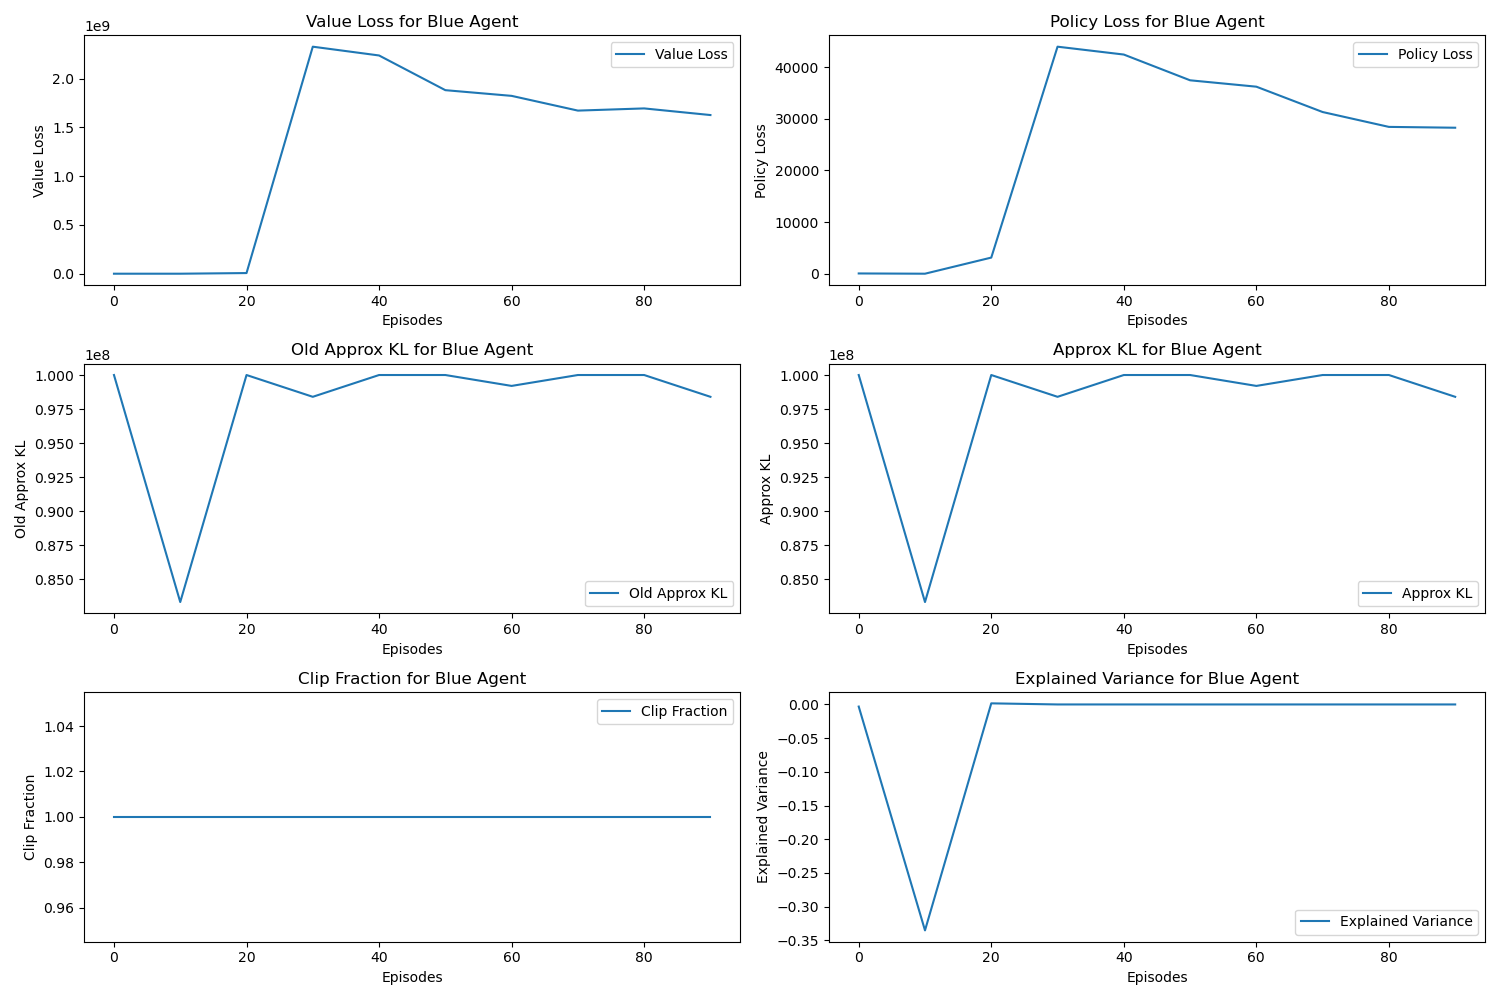 Value Loss for Blue Agent
1e9
Value Loss
2.0
1.5
1.0
0.5
0.0
Value Loss
0 20 40 60 80
Episodes
Policy Loss for Blue Agent
Policy Loss
40000
30000
20000
10000
0
Policy Loss
0 20 40 60 80
Episodes
Old Approx KL for Blue Agent
1e8
1.000
0.975
0.950
0.925
0.900
0.875
0.850
Old Approx KL
Old Approx KL
0 20 40 60 80
Episodes
Approx KL for Blue Agent
1e8
1.000
0.975
0.950
0.925
0.900
0.875
0.850
Approx KL
Approx KL
0 20 40 60 80
Episodes
Clip Fraction for Blue Agent
Clip Fraction
1.04
1.02
1.00
0.98
0.96
Clip Fraction
0 20 40 60 80
Episodes
Explained Variance for Blue Agent
0.00
−0.05
−0.10
−0.15
−0.20
−0.25
−0.30
−0.35
Explained Variance
Explained Variance
0 20 40 60 80
Episodes